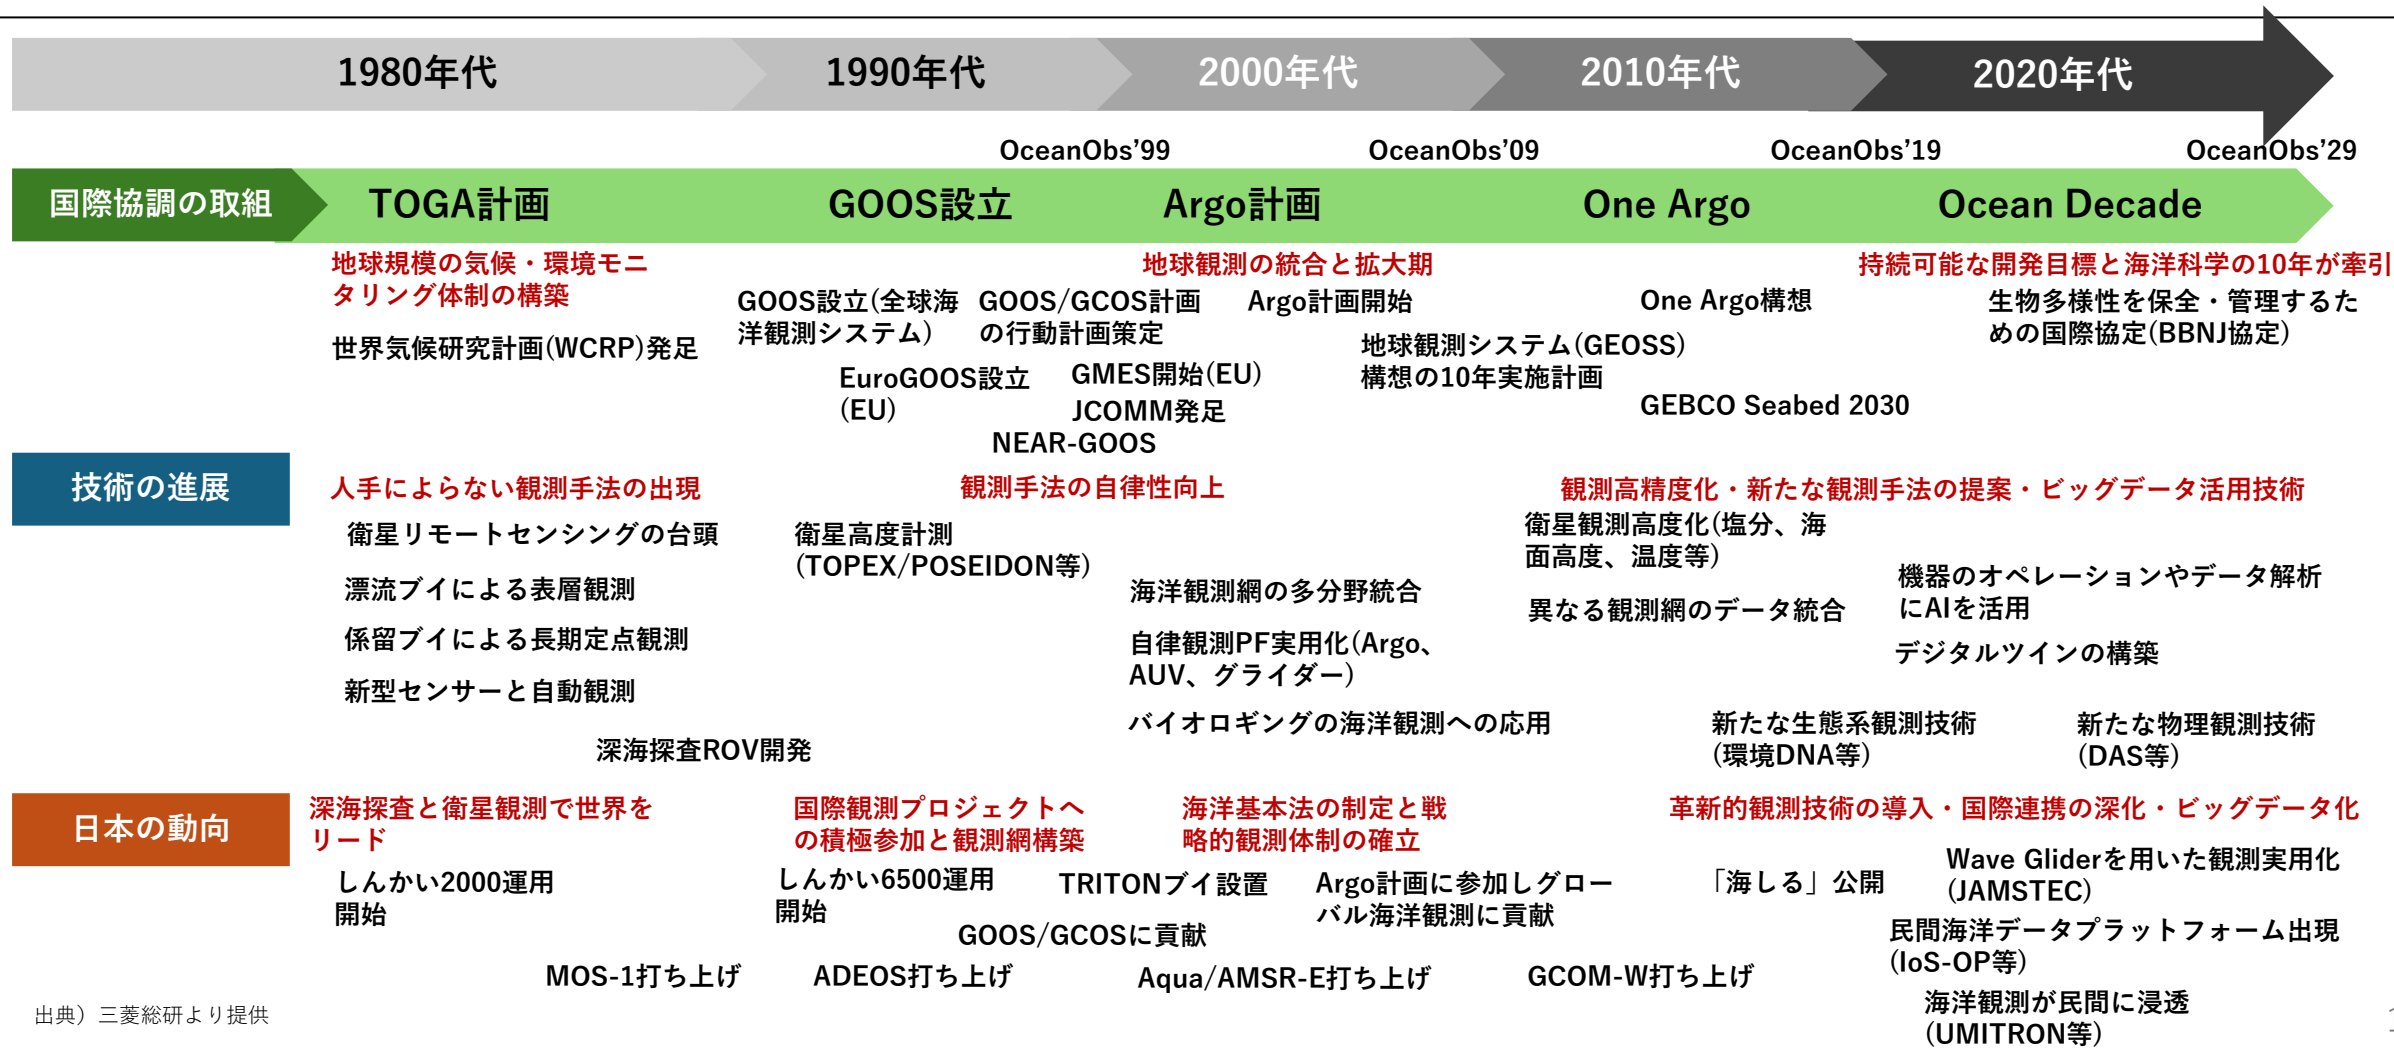 1980年代
1990年代
2000年代
2010年代
2020年代
OceanObs’99
OceanObs’09
OceanObs’19
OceanObs’29
国際協調の取組
TOGA計画
GOOS設立
Argo計画
One Argo
Ocean Decade
地球規模の気候・環境モニ
タリング体制の構築
世界気候研究計画(WCRP)発足
GOOS設立(全球海
洋観測システム)
EuroGOOS設立
(EU)
地球観測の統合と拡大期
GOOS/GCOS計画
の行動計画策定
Argo計画開始
GMES開始(EU)
JCOMM発足
NEAR-GOOS
地球観測システム(GEOSS)
構想の10年実施計画
One Argo構想
GEBCO Seabed 2030
持続可能な開発目標と海洋科学の10年が牽引
生物多様性を保全・管理するた
めの国際協定(BBNJ協定)
技術の進展
人手によらない観測手法の出現
衛星リモートセンシングの台頭
漂流ブイによる表層観測
係留ブイによる長期定点観測
新型センサーと自動観測
深海探査ROV開発
観測手法の自律性向上
衛星高度計測
(TOPEX/POSEIDON等)
海洋観測網の多分野統合
自律観測PF実用化(Argo、
AUV、グライダー)
バイオロギングの海洋観測への応用
観測高精度化・新たな観測手法の提案・ビッグデータ活用技術
衛星観測高度化(塩分、海
面高度、温度等)
異なる観測網のデータ統合
機器のオペレーションやデータ解析
にAIを活用
デジタルツインの構築
新たな生態系観測技術
(環境DNA等)
新たな物理観測技術
(DAS等)
日本の動向
深海探査と衛星観測で世界を
リード
しんかい2000運用
開始
MOS-1打ち上げ
国際観測プロジェクトへ
の積極参加と観測網構築
しんかい6500運用
開始
TRITONブイ設置
GOOS/GCOSに貢献
ADEOS打ち上げ
海洋基本法の制定と戦
略的観測体制の確立
Argo計画に参加しグロー
バル海洋観測に貢献
Aqua/AMSR-E打ち上げ
革新的観測技術の導入・国際連携の深化・ビッグデータ化
「海しる」公開
GCOM-W打ち上げ
Wave Gliderを用いた観測実用化
(JAMSTEC)
民間海洋データプラットフォーム出現
(IoS-OP等)
海洋観測が民間に浸透
(UMITRON等)
出典）三菱総研より提供